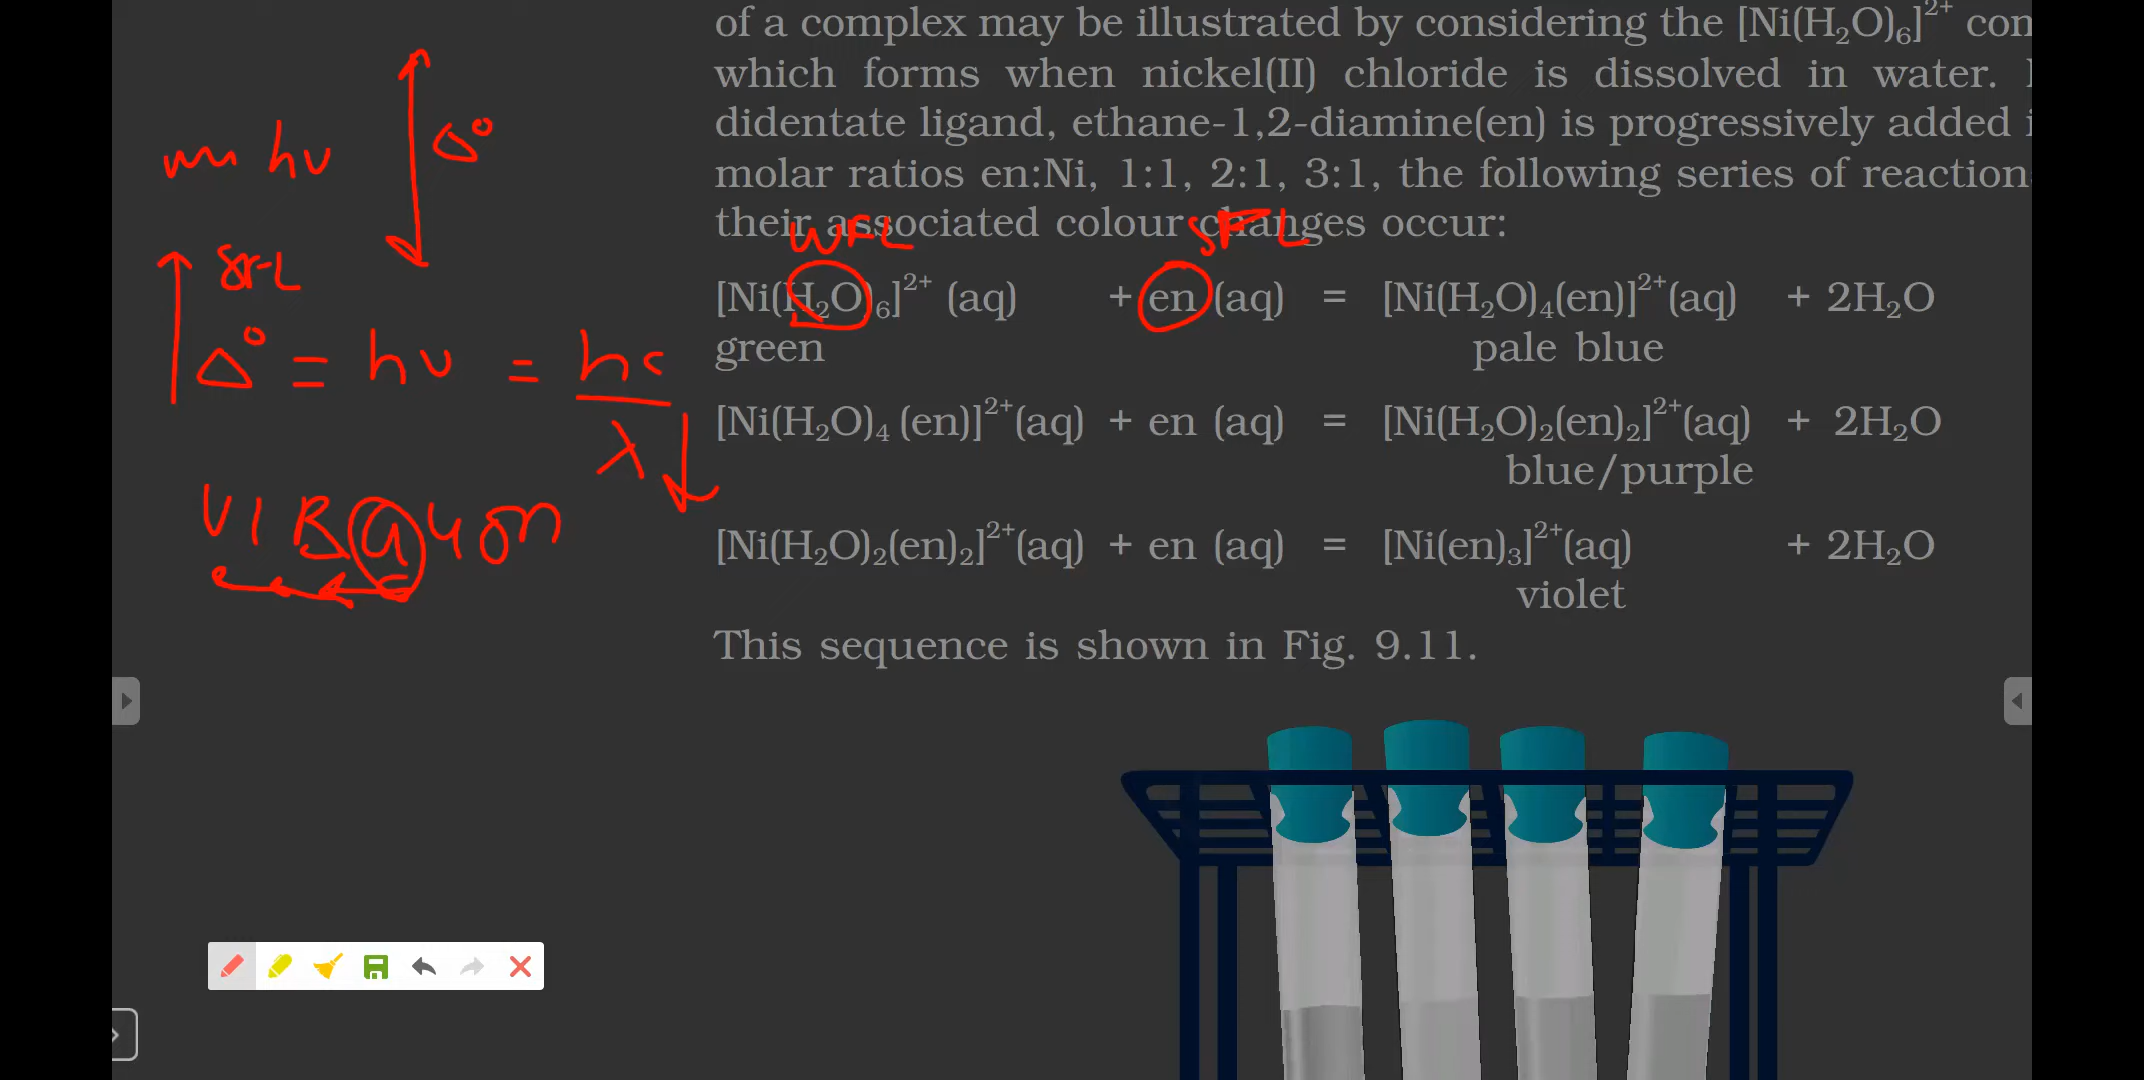 of a complex may be illustrated by considering the [Ni(H₂O)₆]²⁺ com
which forms when nickel(II) chloride is dissolved in water.
didentate ligand, ethane-1,2-diamine(en) is progressively added i
molar ratios en:Ni, 1:1, 2:1, 3:1, the following series of reactions
their associated colour changes occur:
WFL SFL
[Ni(H₂O)₆]²⁺ (aq) + en (aq) = [Ni(H₂O)₄(en)]²⁺(aq) + 2H₂O
green pale blue
[Ni(H₂O)₄ (en)]²⁺(aq) + en (aq) = [Ni(H₂O)₂(en)₂]²⁺(aq) + 2H₂O
blue/purple
[Ni(H₂O)₂(en)₂]²⁺(aq) + en (aq) = [Ni(en)₃]²⁺(aq) + 2H₂O
violet
This sequence is shown in Fig. 9.11.
hν Δ°
SFL
Δ° = hν = hc/λ